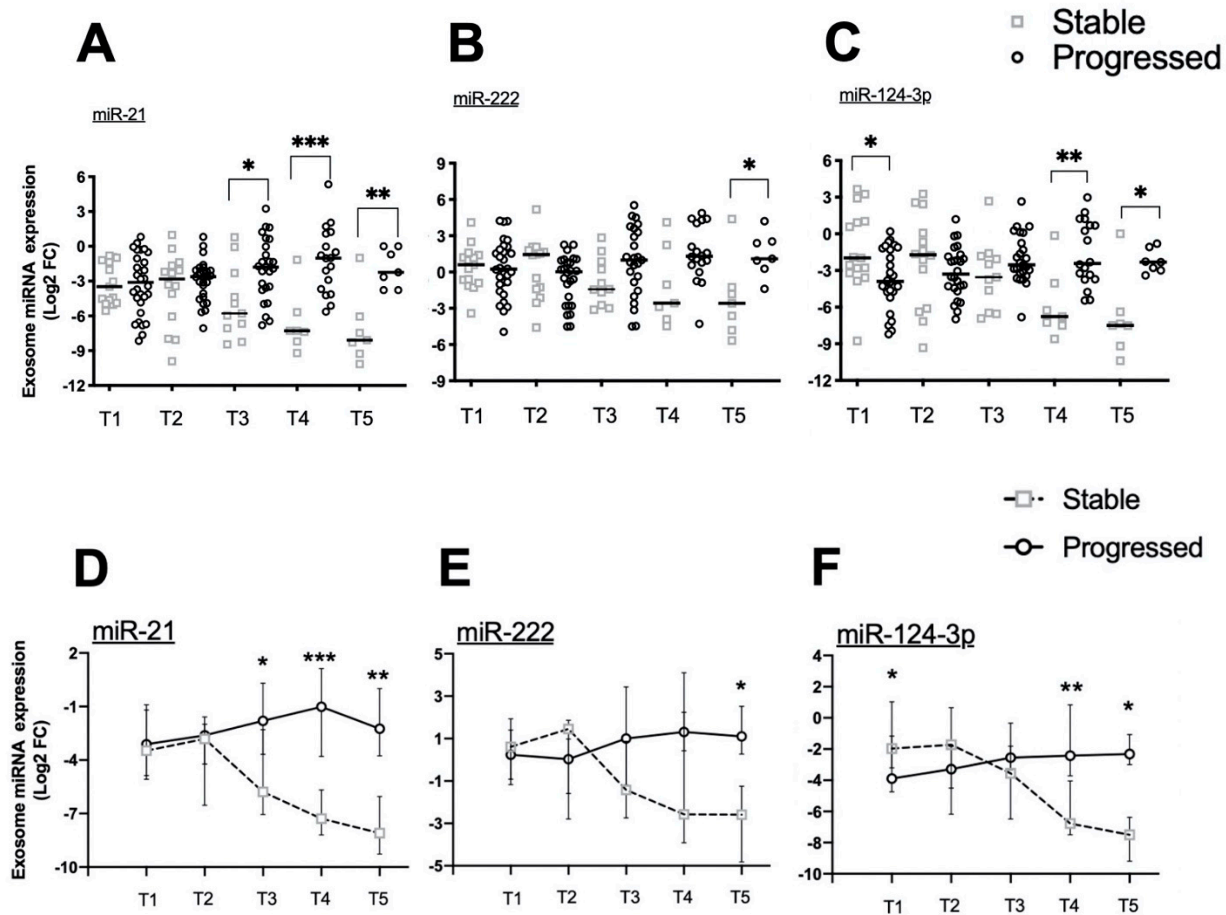 A
B
C
Stable
Progressed
miR-21
miR-222
miR-124-3p
Exosome miRNA expression
(Log2 FC)
6
3
0
-3
-6
-9
-12
*
***
**
T1 T2 T3 T4 T5
9
6
3
0
-3
-6
-9
*
T1 T2 T3 T4 T5
6
3
0
-3
-6
-9
-12
*
**
*
T1 T2 T3 T4 T5
Stable
Progressed
D
E
F
miR-21
miR-222
miR-124-3p
Exosome miRNA expression
(Log2 FC)
2
-1
-4
-7
-10
*
***
**
T1 T2 T3 T4 T5
5
3
1
-1
-3
-5
*
T1 T2 T3 T4 T5
4
2
0
-2
-4
-6
-8
-10
*
**
*
T1 T2 T3 T4 T5